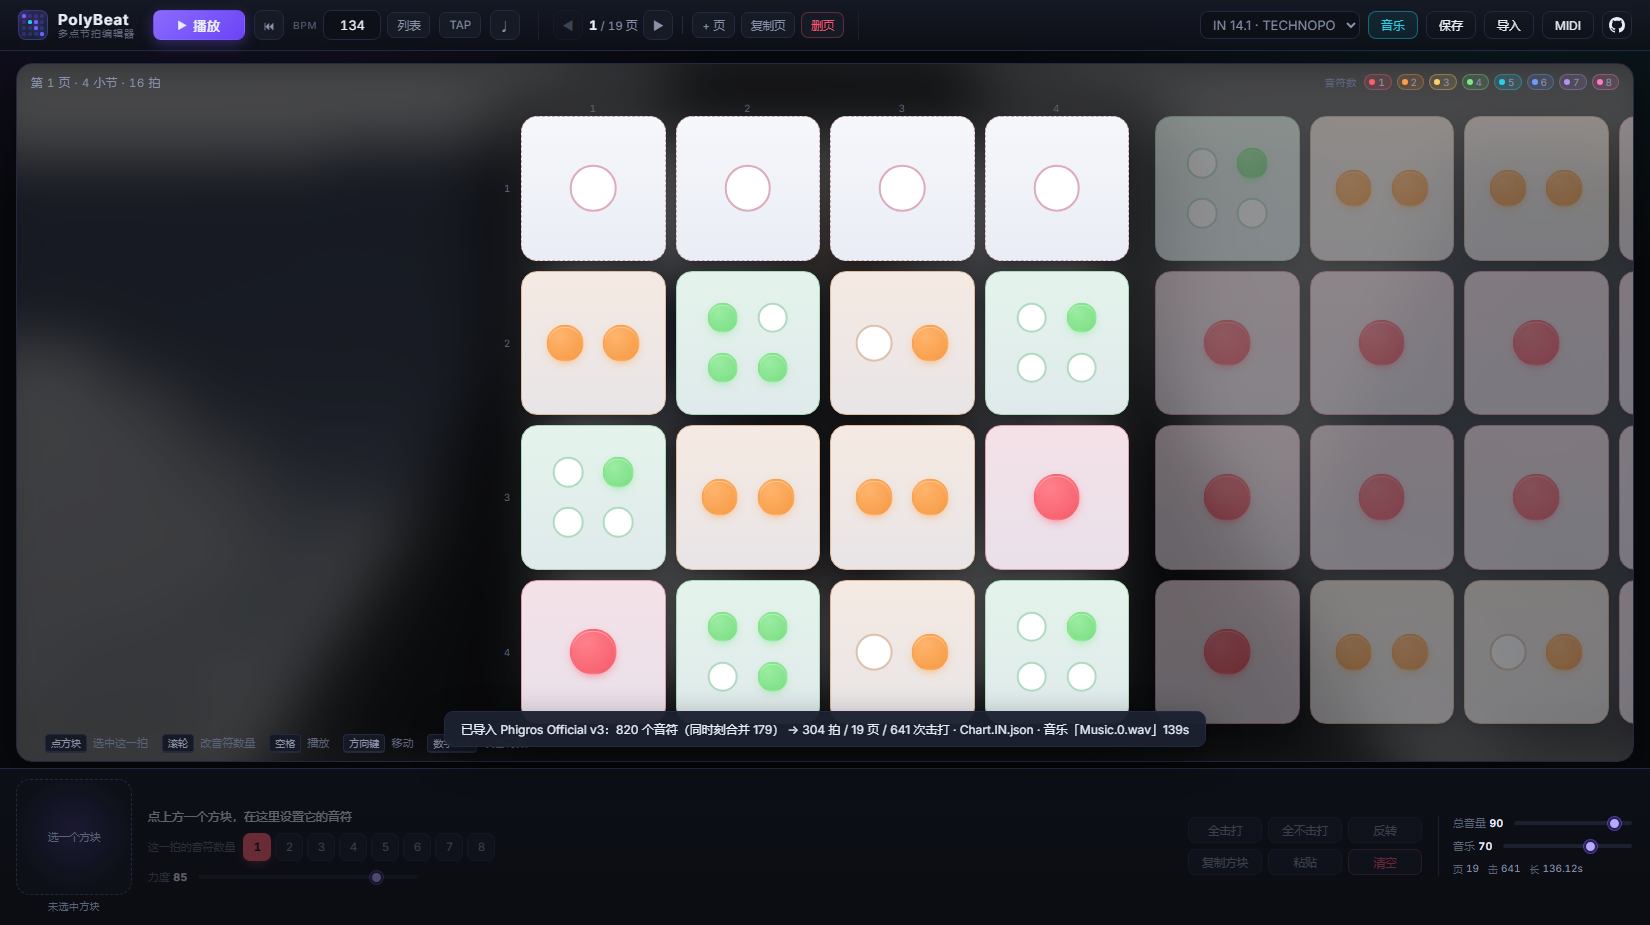 PolyBeat
多点节拍编辑器
播放
BPM
134
列表
TAP
♩
1 / 19 页
+ 页
复制页
删页
IN 14.1 · TECHNOPO
音乐
保存
导入
MIDI
第 1 页 · 4 小节 · 16 拍
音符数
1 2 3 4 5 6 7 8
1 2 3 4
1
2
3
4
已导入 Phigros Official v3：820 个音符（同时刻合并 179） → 304 拍 / 19 页 / 641 次击打 · Chart.IN.json · 音乐「Music.0.wav」139s
点方块 选中这一拍 滚轮 改音符数量 空格 播放 方向键 移动
选一个方块
未选中方块
点上方一个方块，在这里设置它的音符
这一拍的音符数量 1 2 3 4 5 6 7 8
力度 85
全击打 全不击打 反转
复制方块 粘贴 清空
总音量 90
音乐 70
页 19 击 641 长 136.12s